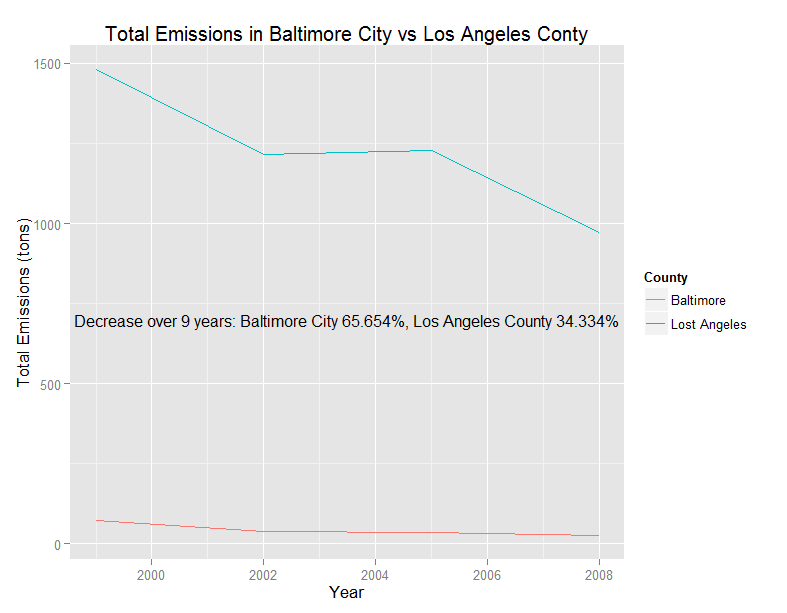 Total Emissions in Baltimore City vs Los Angeles Conty
1500
1000
500
0
Total Emissions (tons)
Decrease over 9 years: Baltimore City 65.654%, Los Angeles County 34.334%
2000
2002
2004
2006
2008
Year
County
Baltimore
Lost Angeles